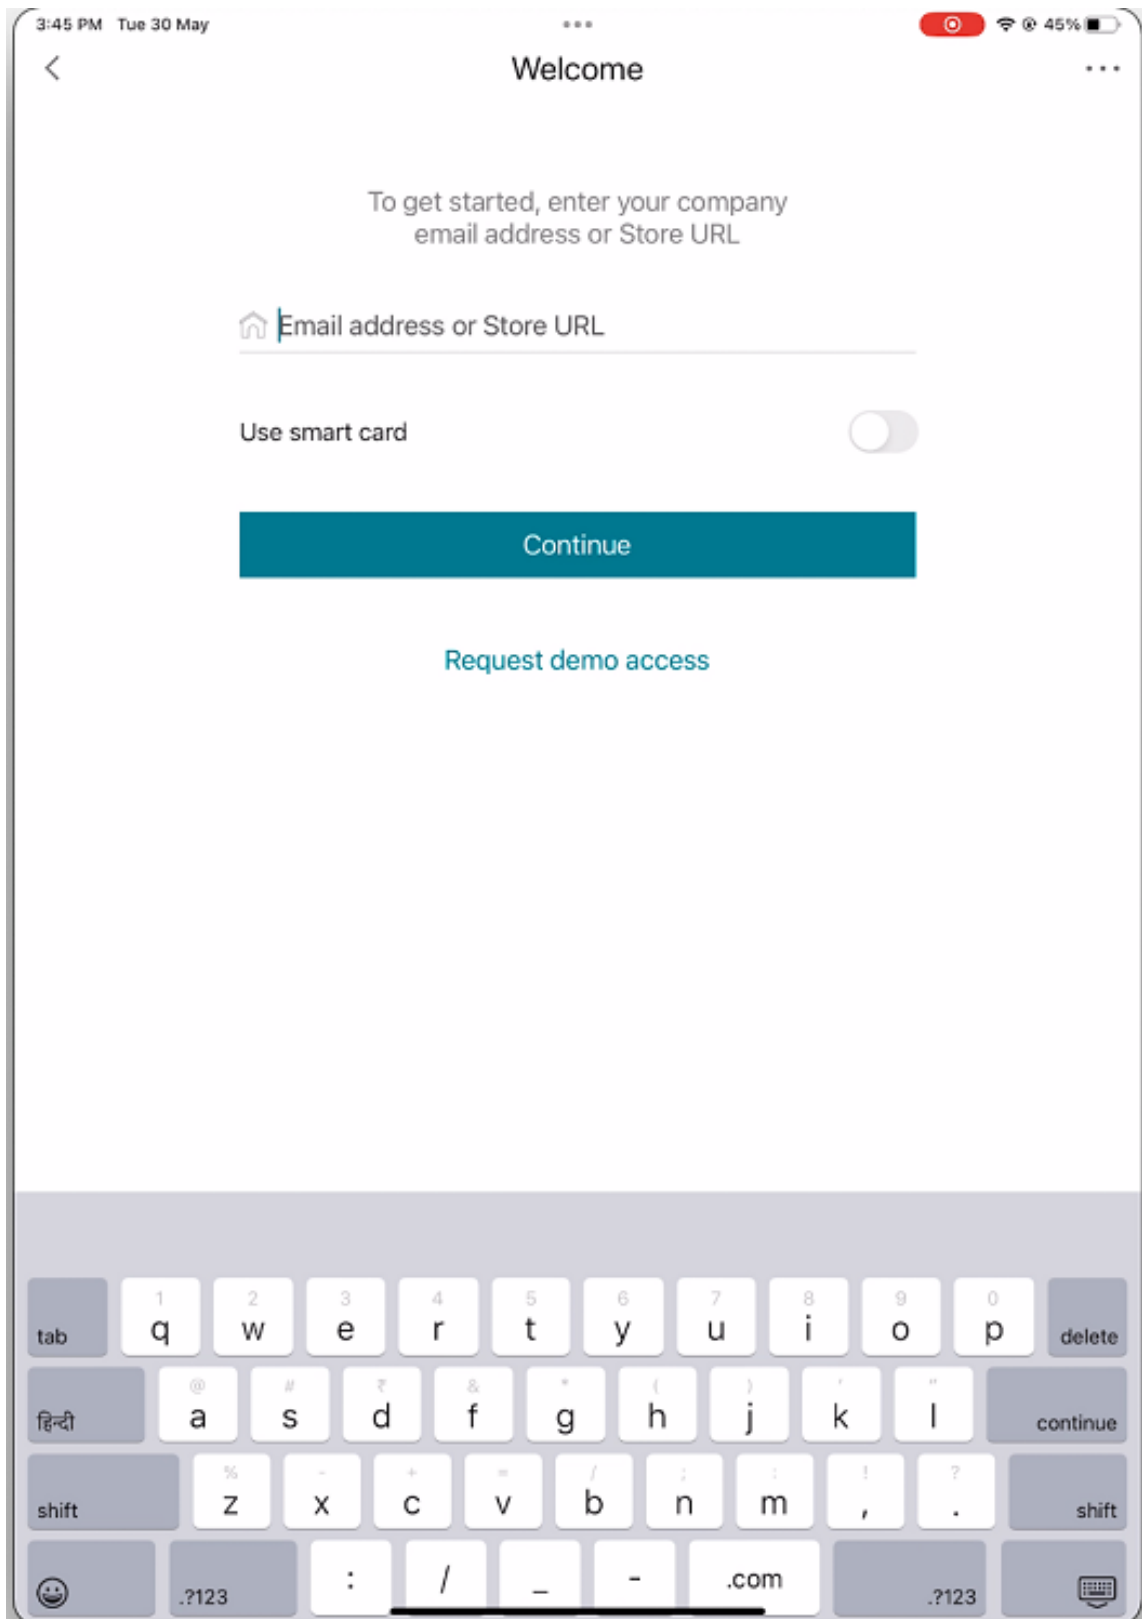 3:45 PM Tue 30 May
45%
Welcome
To get started, enter your company
email address or Store URL
Email address or Store URL
Use smart card
Continue
Request demo access
1 2 3 4 5 6 7 8 9 0
tab q w e r t y u i o p delete
@ # ₹ & * ( ) ' "
हिन्दी a s d f g h j k l continue
% - + = / ; : ! ?
shift z x c v b n m , . shift
.?123 : / _ - .com .?123